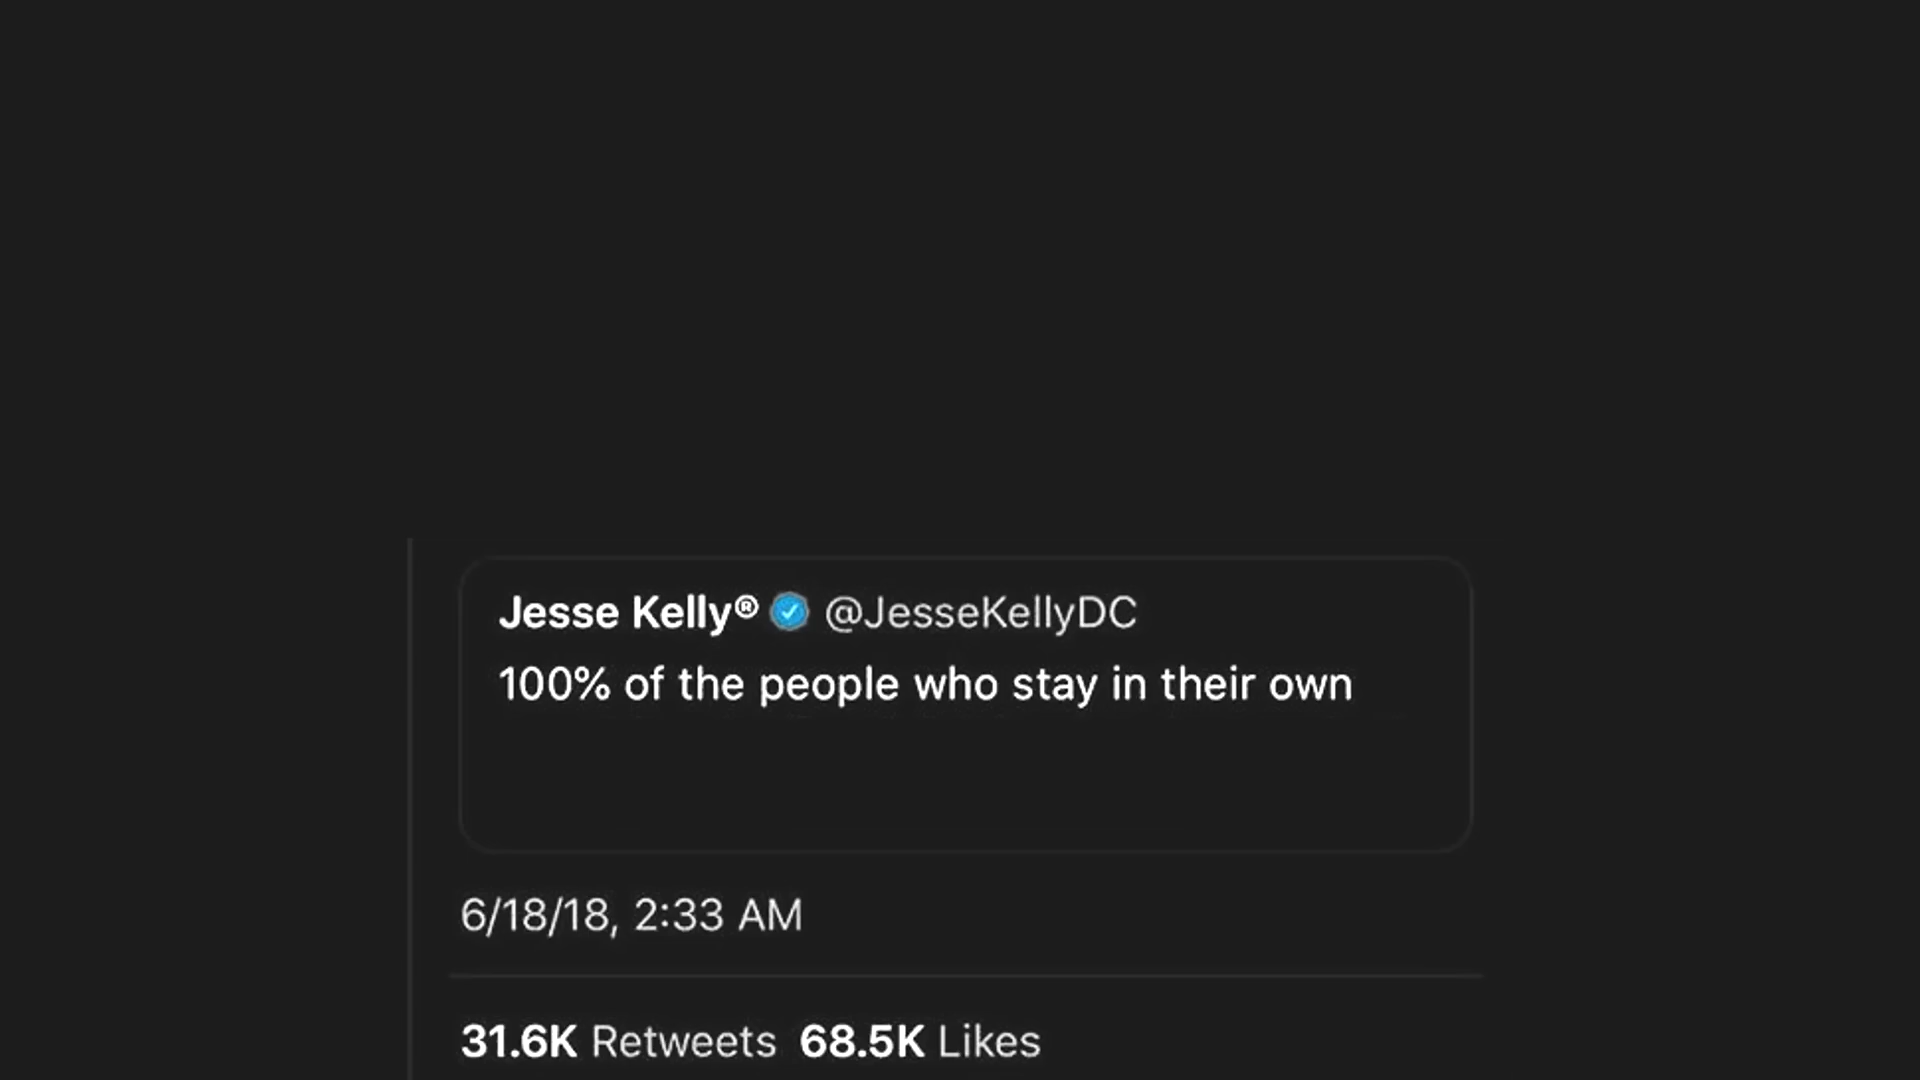 Jesse Kelly® @JesseKellyDC
100% of the people who stay in their own
6/18/18, 2:33 AM
31.6K Retweets 68.5K Likes